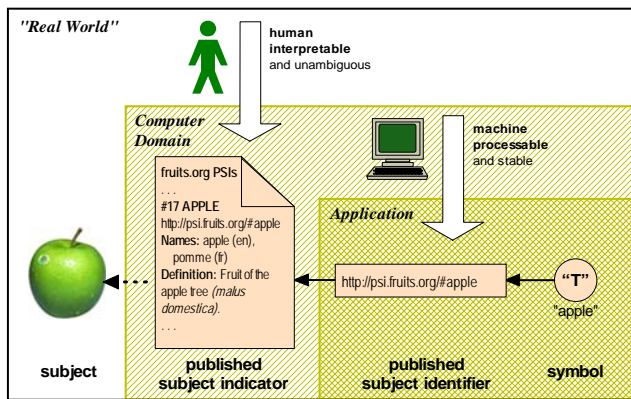 "Real World"
human
interpretable
and unambiguous
Computer
Domain
machine
processable
and stable
fruits.org PSIs
. . .
#17 APPLE
http://psi.fruits.org/#apple
Names: apple (en),
pomme (fr)
Definition: Fruit of the
apple tree (malus
domestica).
. . .
Application
http://psi.fruits.org/#apple
“T”
"apple"
subject
published
subject indicator
published
subject identifier
symbol